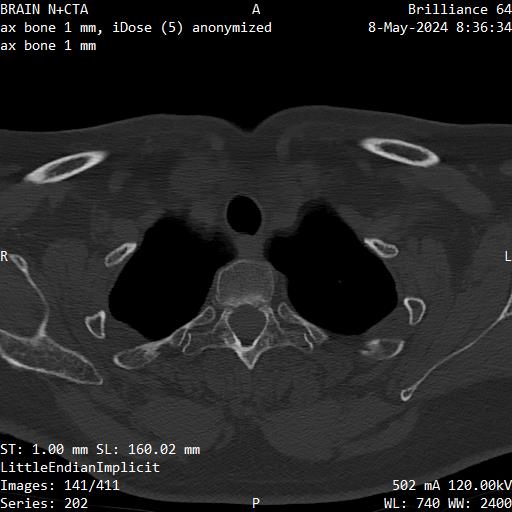 BRAIN N+CTA
A
Brilliance 64
ax bone 1 mm, iDose (5) anonymized
8-May-2024 8:36:34
ax bone 1 mm
R
L
ST: 1.00 mm SL: 160.02 mm
LittleEndianImplicit
Images: 141/411
502 mA 120.00kV
Series: 202
P
WL: 740 WW: 2400